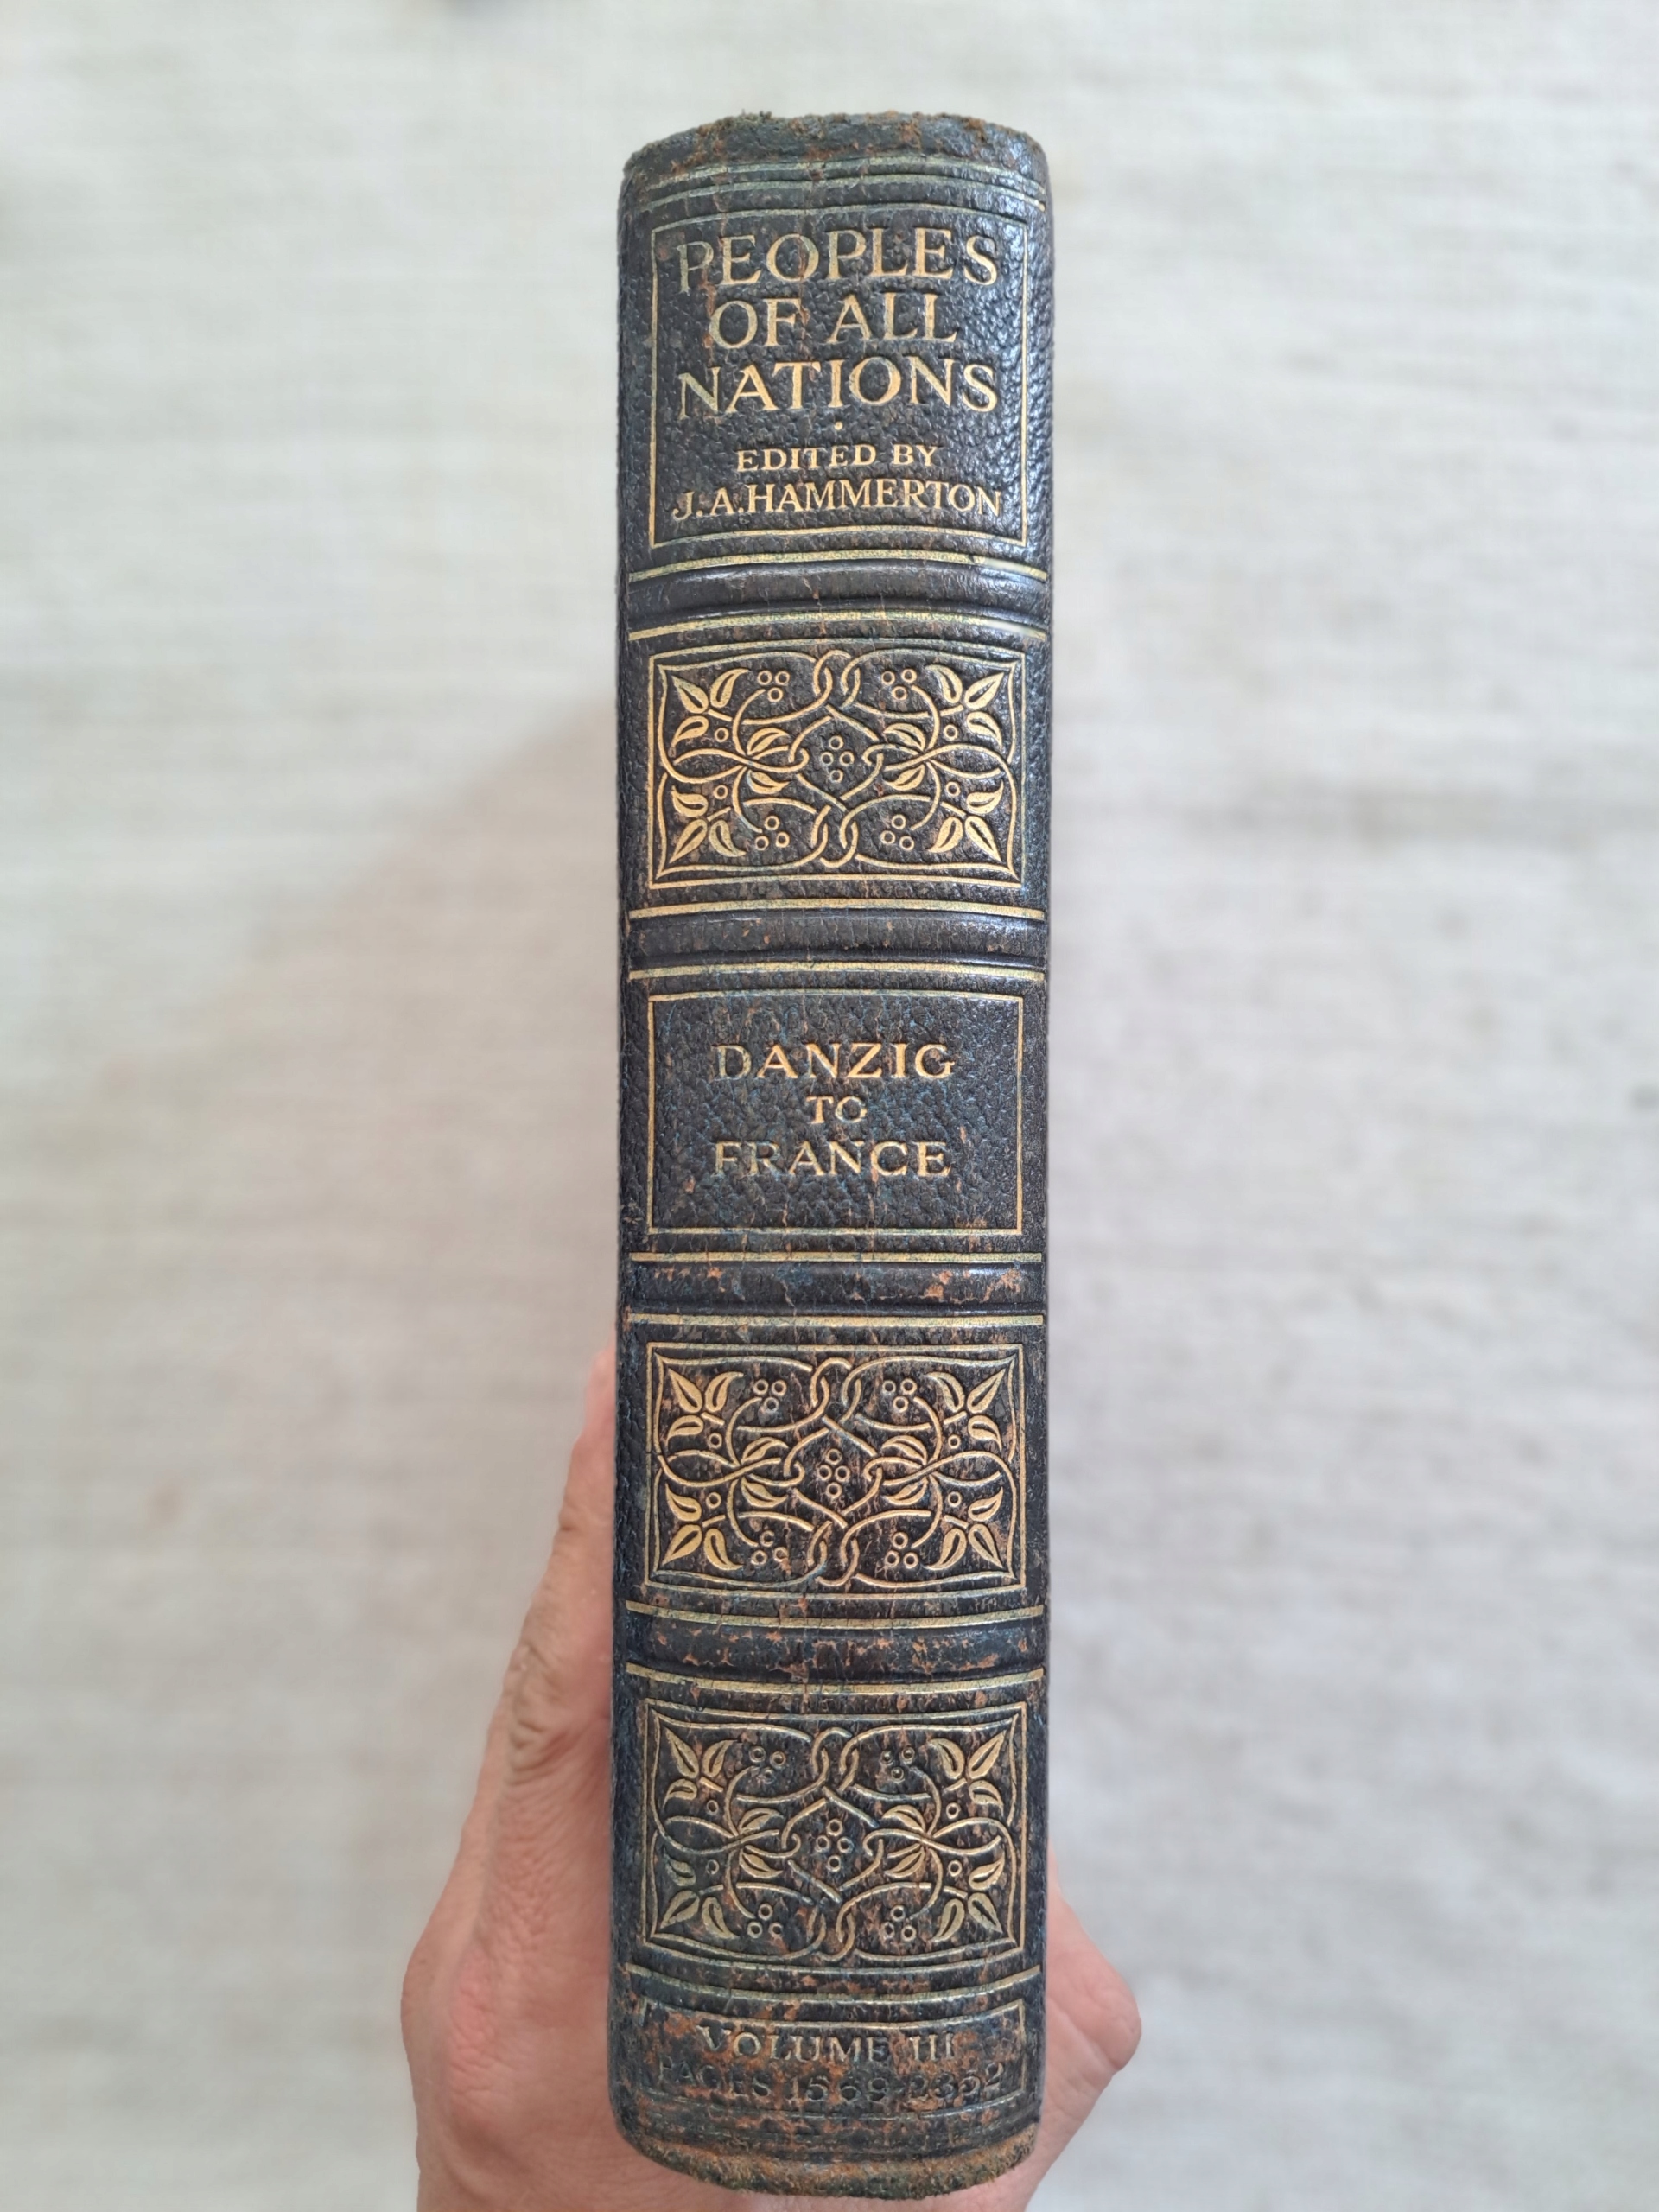 PEOPLES
OF ALL
NATIONS
EDITED BY
J. A. HAMMERTON
DANZIG
TO
FRANCE
VOLUME III
PAGES 1569-2352